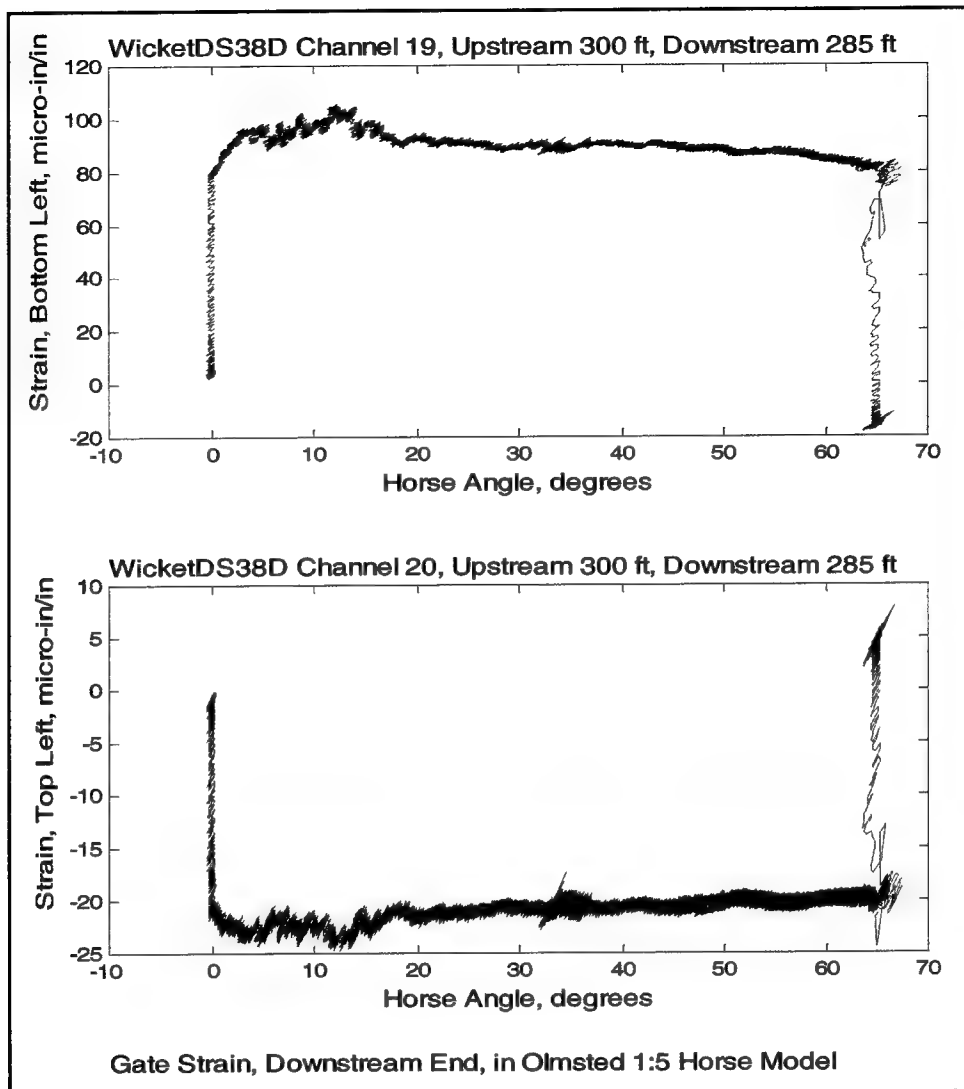 WicketDS38D Channel 19, Upstream 300 ft, Downstream 285 ft
120
100
80
60
40
20
0
-20
Strain, Bottom Left, micro-in/in
-10 0 10 20 30 40 50 60 70
Horse Angle, degrees
WicketDS38D Channel 20, Upstream 300 ft, Downstream 285 ft
10
5
0
-5
-10
-15
-20
-25
Strain, Top Left, micro-in/in
-10 0 10 20 30 40 50 60 70
Horse Angle, degrees
Gate Strain, Downstream End, in Olmsted 1:5 Horse Model